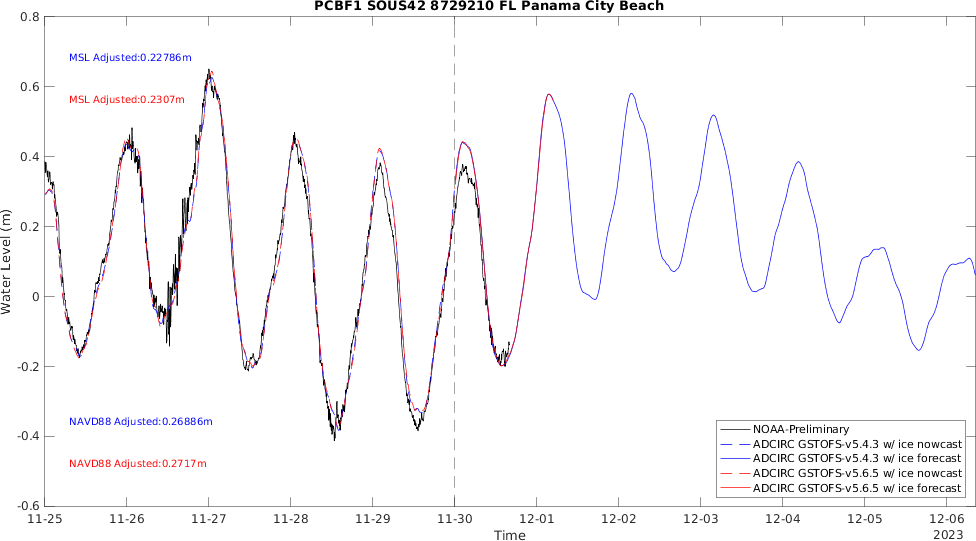 PCBF1 SOUS42 8729210 FL Panama City Beach
0.8
0.6
0.4
0.2
0
-0.2
-0.4
-0.6
Water Level (m)
MSL Adjusted:0.22786m
MSL Adjusted:0.2307m
NAVD88 Adjusted:0.26886m
NAVD88 Adjusted:0.2717m
NOAA-Preliminary
ADCIRC GSTOFS-v5.4.3 w/ ice nowcast
ADCIRC GSTOFS-v5.4.3 w/ ice forecast
ADCIRC GSTOFS-v5.6.5 w/ ice nowcast
ADCIRC GSTOFS-v5.6.5 w/ ice forecast
11-25 11-26 11-27 11-28 11-29 11-30 12-01 12-02 12-03 12-04 12-05 12-06
2023
Time